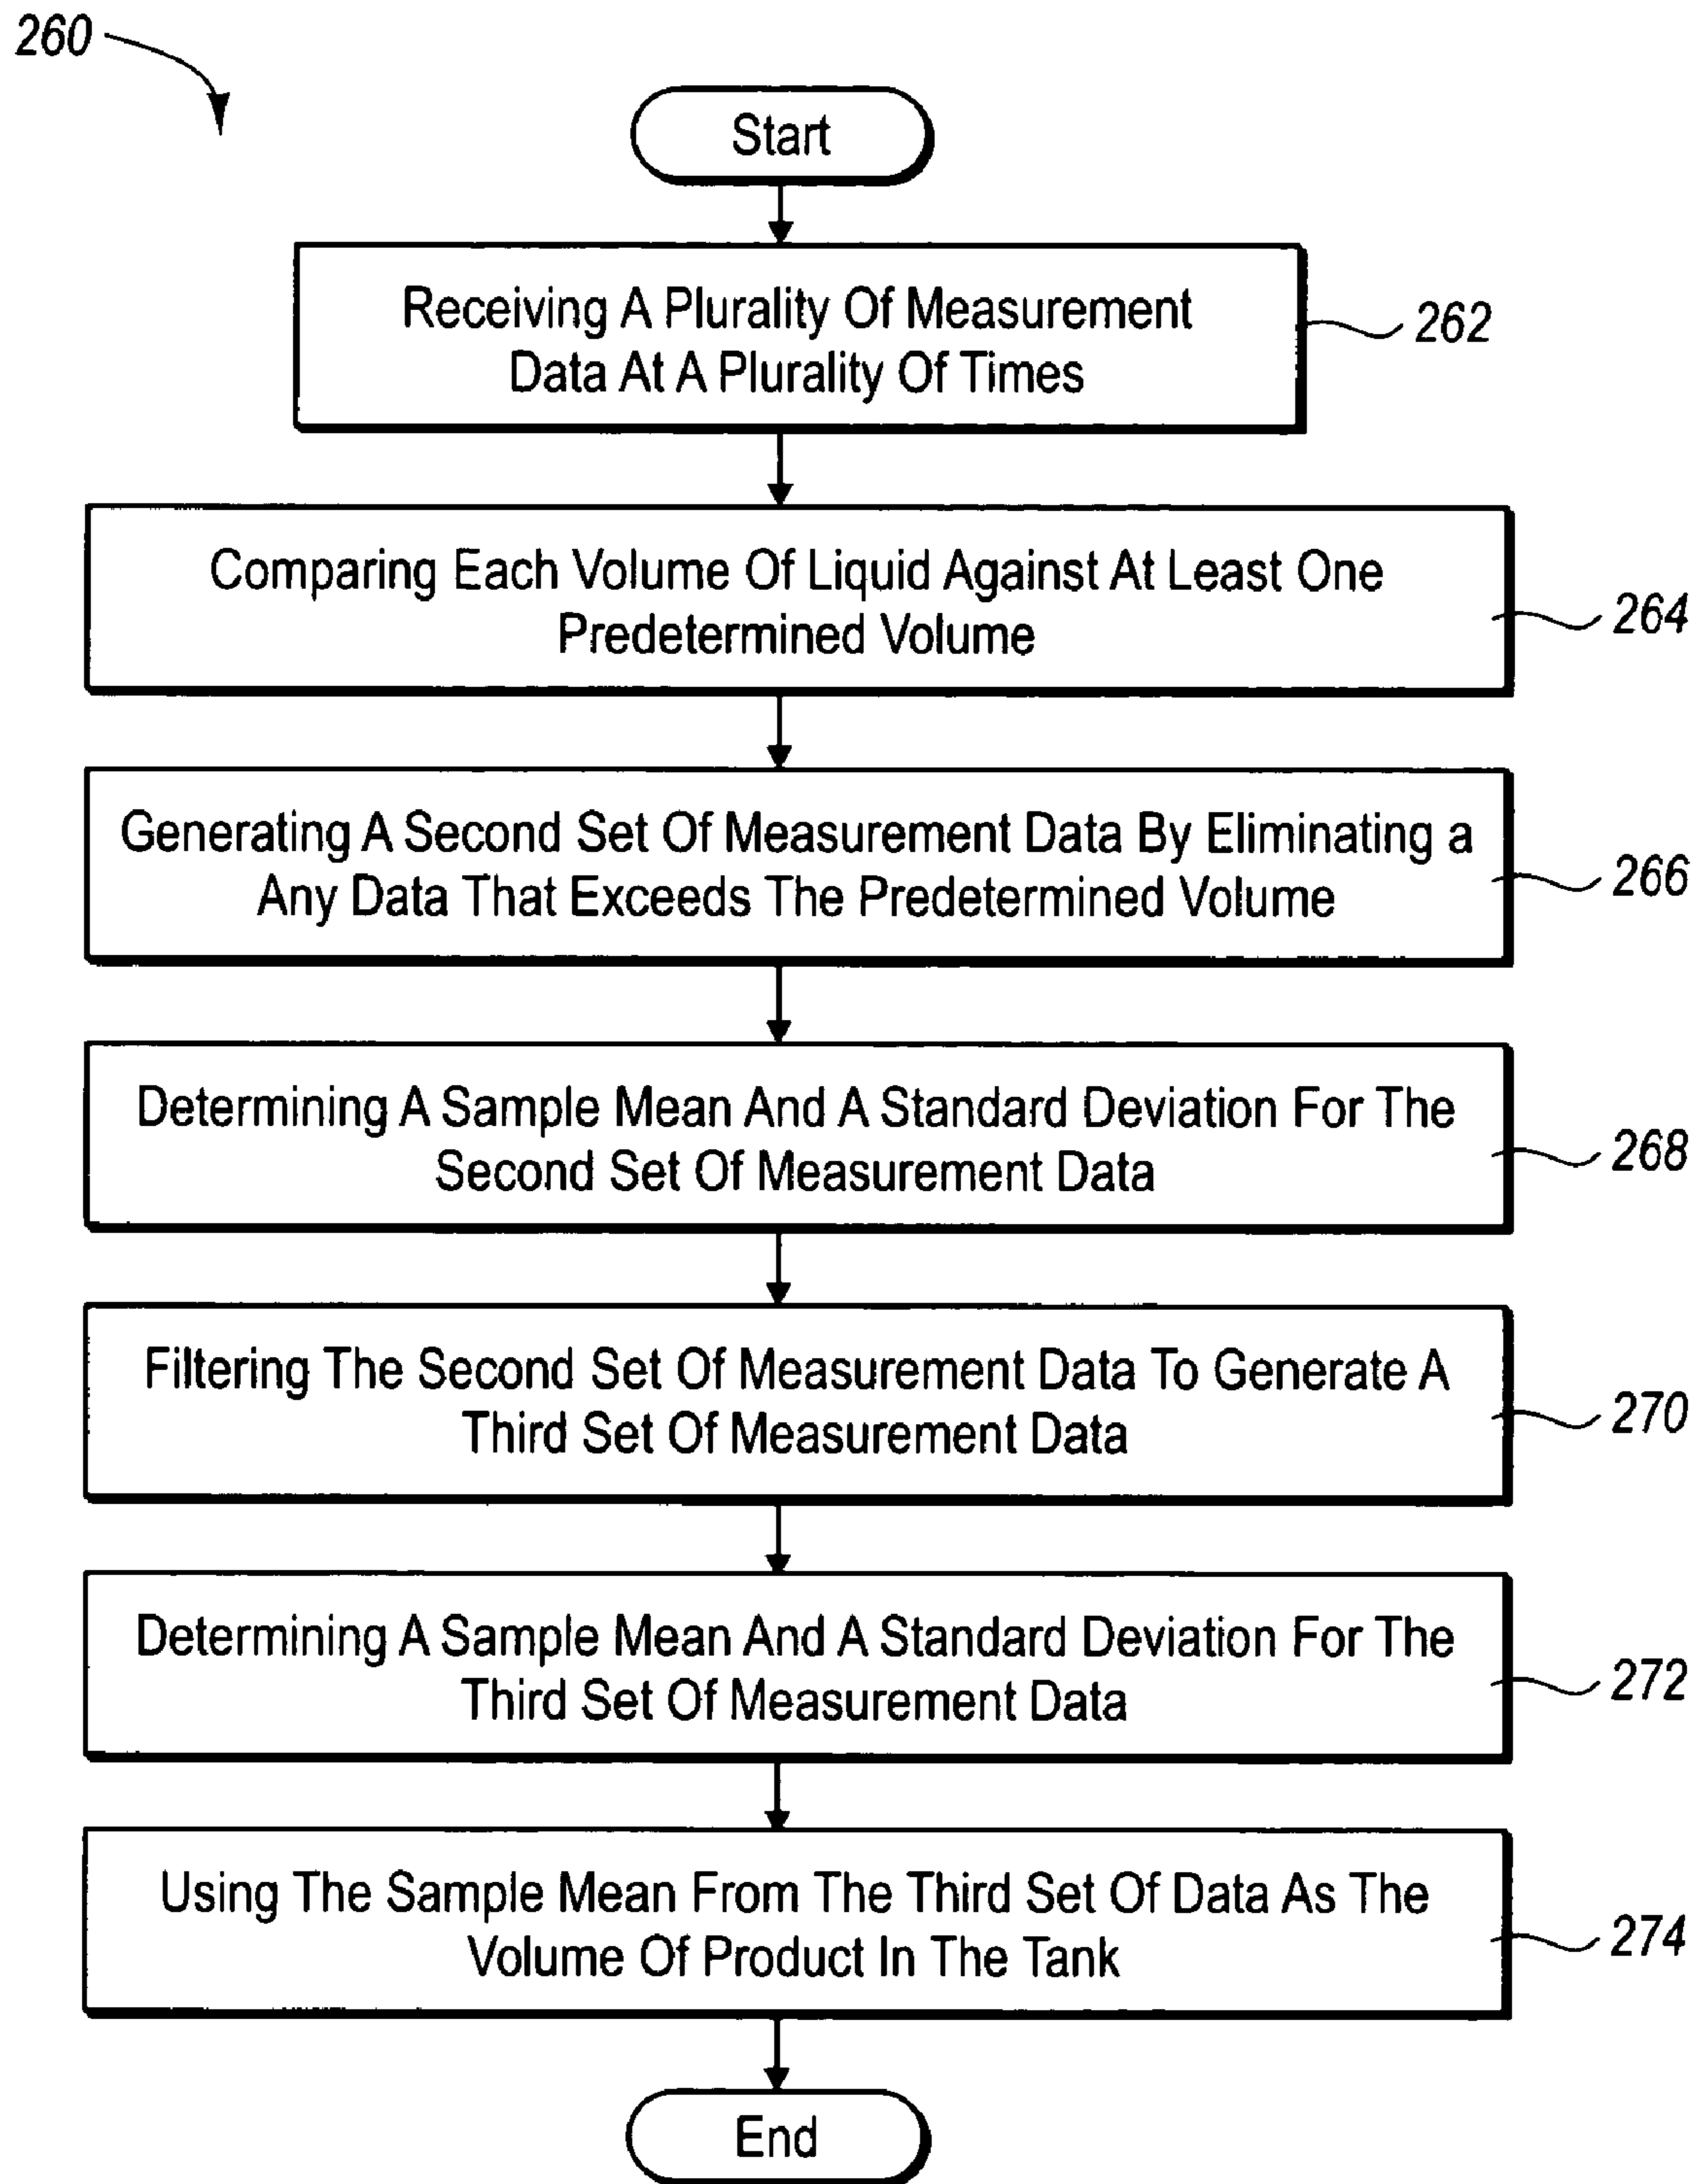 260
Start
Receiving A Plurality Of Measurement
Data At A Plurality Of Times
262
Comparing Each Volume Of Liquid Against At Least One
Predetermined Volume
264
Generating A Second Set Of Measurement Data By Eliminating a
Any Data That Exceeds The Predetermined Volume
266
Determining A Sample Mean And A Standard Deviation For The
Second Set Of Measurement Data
268
Filtering The Second Set Of Measurement Data To Generate A
Third Set Of Measurement Data
270
Determining A Sample Mean And A Standard Deviation For The
Third Set Of Measurement Data
272
Using The Sample Mean From The Third Set Of Data As The
Volume Of Product In The Tank
274
End